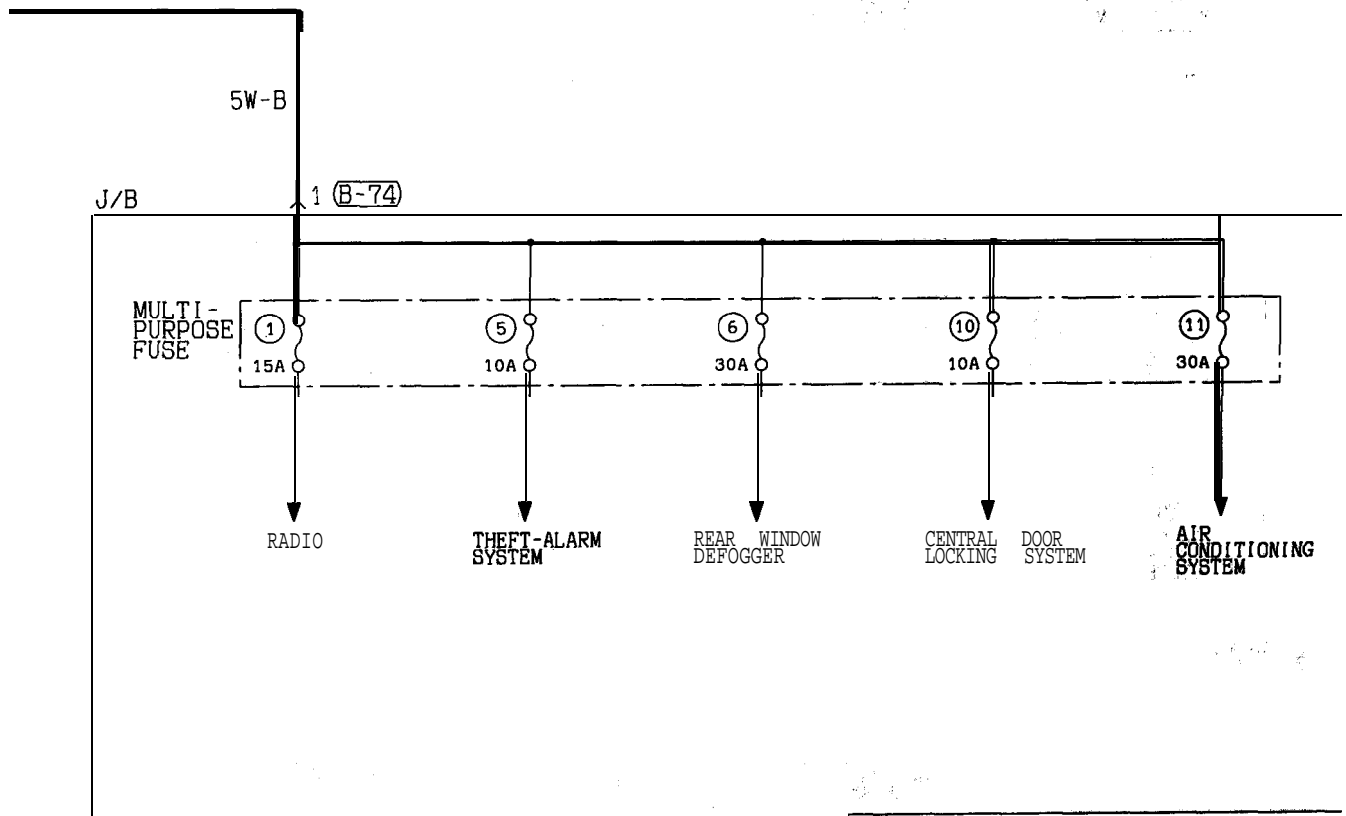 5W-B
J/B
1 (B-74)
MULTI-
PURPOSE
FUSE
1
15A
5
10A
6
30A
10
10A
11
30A
RADIO
THEFT-ALARM
SYSTEM
REAR WINDOW
DEFOGGER
CENTRAL DOOR
LOCKING SYSTEM
AIR
CONDITIONING
SYSTEM